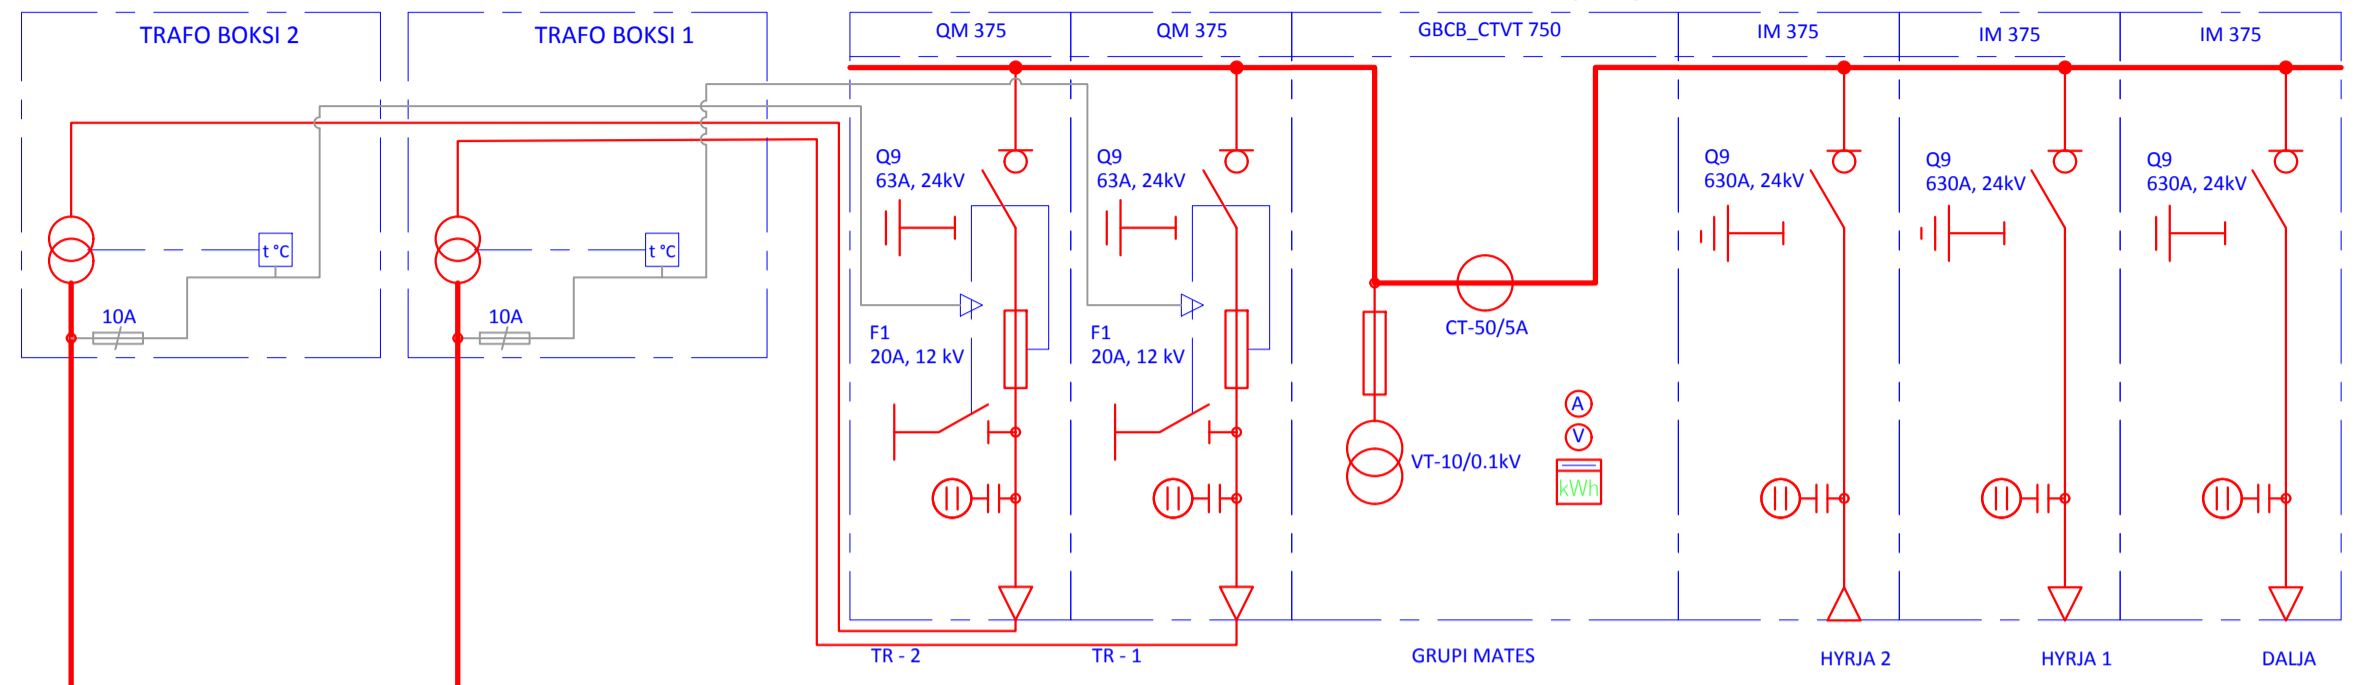 TRAFO BOKSI 2
TRAFO BOKSI 1
QM 375
QM 375
GBCB_CTVT 750
IM 375
IM 375
IM 375
Q9
63A, 24kV
Q9
63A, 24kV
Q9
630A, 24kV
Q9
630A, 24kV
Q9
630A, 24kV
t °C
t °C
10A
10A
F1
20A, 12 kV
F1
20A, 12 kV
CT-50/5A
A
V
VT-10/0.1kV
kWh
TR - 2
TR - 1
GRUPI MATES
HYRJA 2
HYRJA 1
DALJA